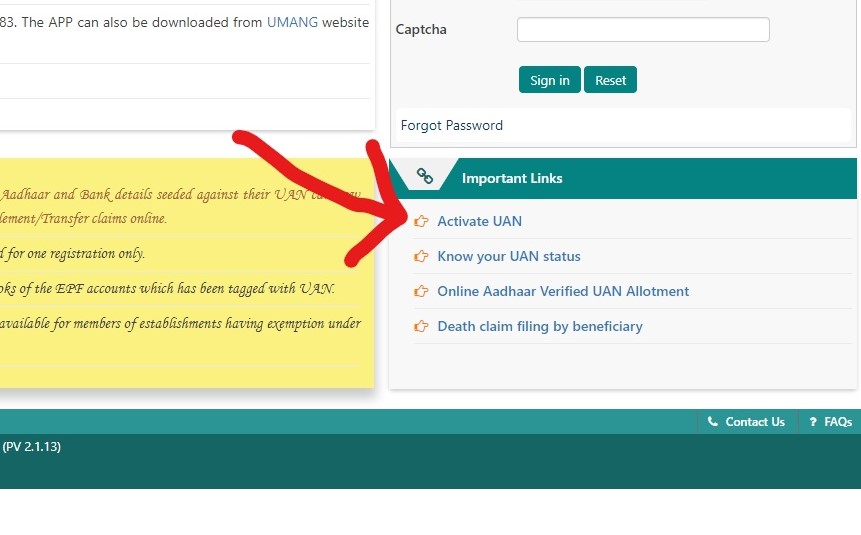 83. The APP can also be downloaded from UMANG website
Captcha
Sign in Reset
Forgot Password
Important Links
Activate UAN
Know your UAN status
Online Aadhaar Verified UAN Allotment
Death claim filing by beneficiary
Aadhaar and Bank details seeded against their UAN
lement/Transfer claims online.
d for one registration only.
oks of the EPF accounts which has been tagged with UAN.
available for members of establishments having exemption under
Contact Us ? FAQs
(PV 2.1.13)